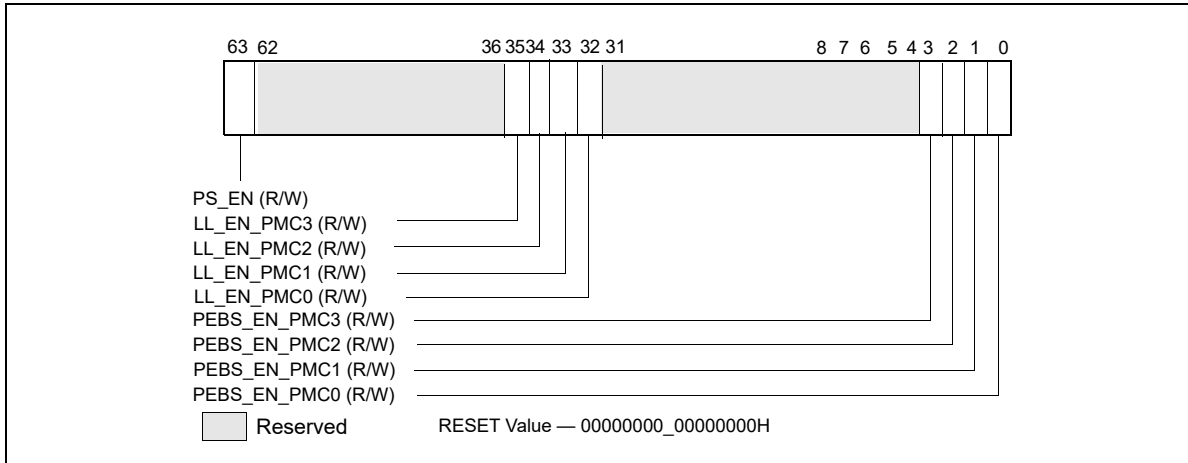 63 62 36 35 34 33 32 31 8 7 6 5 4 3 2 1 0
PS_EN (R/W)
LL_EN_PMC3 (R/W)
LL_EN_PMC2 (R/W)
LL_EN_PMC1 (R/W)
LL_EN_PMC0 (R/W)
PEBS_EN_PMC3 (R/W)
PEBS_EN_PMC2 (R/W)
PEBS_EN_PMC1 (R/W)
PEBS_EN_PMC0 (R/W)
Reserved RESET Value — 00000000_00000000H